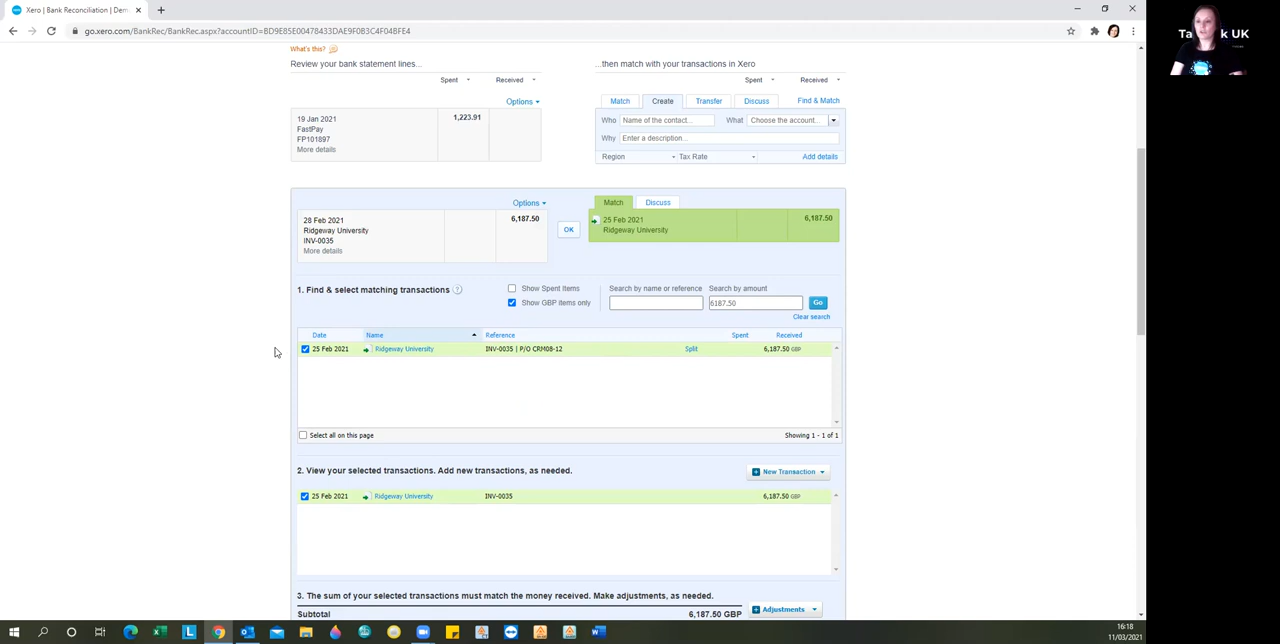 Xero | Bank Reconciliation | Dem
go.xero.com/BankRec/BankRec.aspx?accountID=8D9E85E00478433DAE9F0B3C4F04BFE4
What's this?
Review your bank statement lines...
...then match with your transactions in Xero
Spent Received
Spent Received
Options
Match Create Transfer Discuss Find & Match
19 Jan 2021 1,223.91
FastPay
FP101897
More details
Who Name of the contact... What Choose the account...
Why Enter a description...
Region Tax Rate Add details
Options
Match Discuss
28 Feb 2021 6,187.50
Ridgeway University
INV-0035
More details
OK
25 Feb 2021 6,187.50
Ridgeway University
1. Find & select matching transactions ?
Show Spent Items
Show GBP items only
Search by name or reference
Search by amount
6187.50
Go
Clear search
Date Name Reference Spent Received
25 Feb 2021 Ridgeway University INV-0035 | P/O CRM08-12 Split 6,187.50 GBP
Select all on this page Showing 1 - 1 of 1
2. View your selected transactions. Add new transactions, as needed.
New Transaction
25 Feb 2021 Ridgeway University INV-0035 6,187.50 GBP
3. The sum of your selected transactions must match the money received. Make adjustments, as needed.
Subtotal 6,187.50 GBP
Adjustments
16:18
11/03/2021
UK